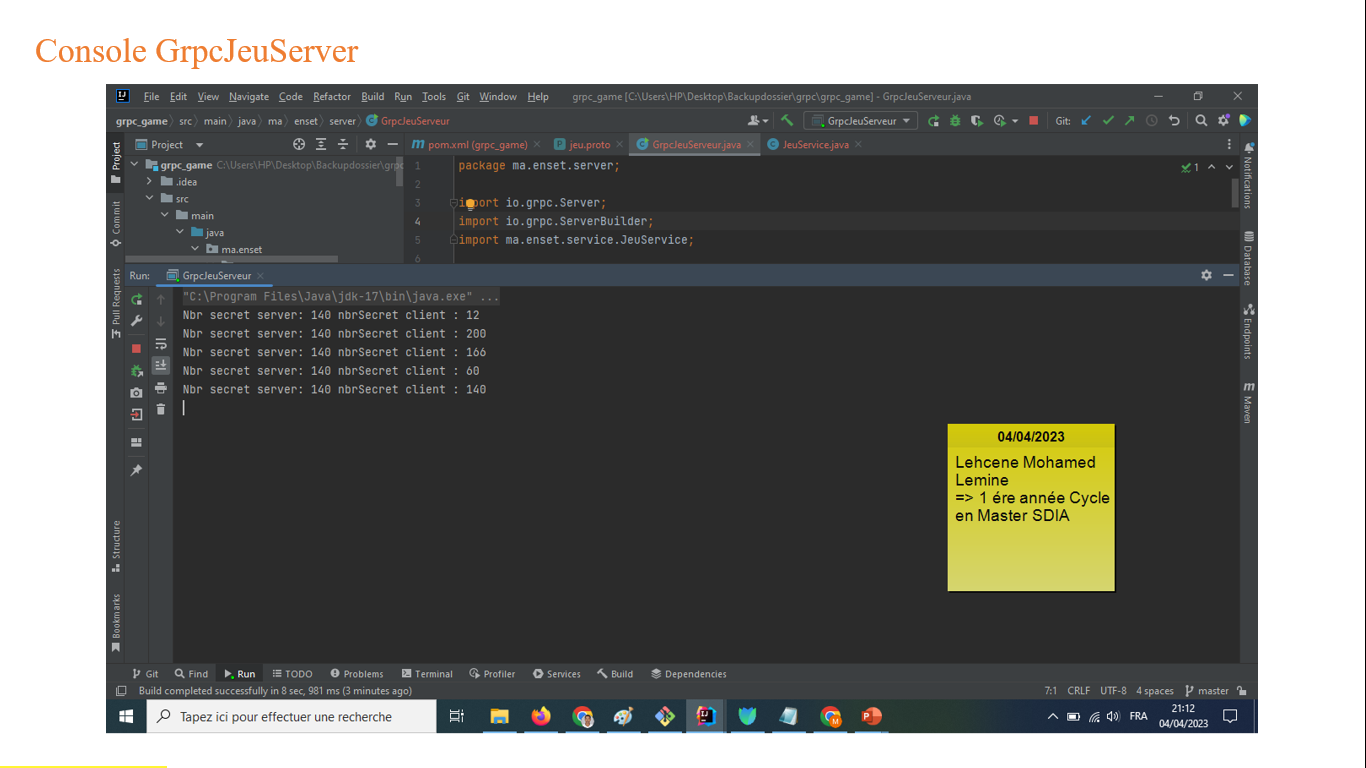 Console GrpcJeuServer
File Edit View Navigate Code Refactor Build Run Tools Git Window Help grpc_game [C:\Users\HP\Desktop\Backupdossier\grpc\grpc_game] - GrpcJeuServeur.java
grpc_game src main java ma enset server GrpcJeuServeur GrpcJeuServeur Git:
Project pom.xml (grpc_game) jeu.proto GrpcJeuServeur.java JeuService.java
grpc_game C:\Users\HP\Desktop\Backupdossier\grpc
.idea
src
main
java
ma.enset
1 package ma.enset.server;
2
3 import io.grpc.Server;
4 import io.grpc.ServerBuilder;
5 import ma.enset.service.JeuService;
6
1
Project
Commit
Pull Requests
Structure
Bookmarks
Notifications
Database
Endpoints
Maven
Run: GrpcJeuServeur
"C:\Program Files\Java\jdk-17\bin\java.exe" ...
Nbr secret server: 140 nbrSecret client : 12
Nbr secret server: 140 nbrSecret client : 200
Nbr secret server: 140 nbrSecret client : 166
Nbr secret server: 140 nbrSecret client : 60
Nbr secret server: 140 nbrSecret client : 140
04/04/2023
Lehcene Mohamed
Lemine
=> 1 ére année Cycle
en Master SDIA
Git Find Run TODO Problems Terminal Profiler Services Build Dependencies
Build completed successfully in 8 sec, 981 ms (3 minutes ago) 7:1 CRLF UTF-8 4 spaces master
Tapez ici pour effectuer une recherche FRA
21:12
04/04/2023